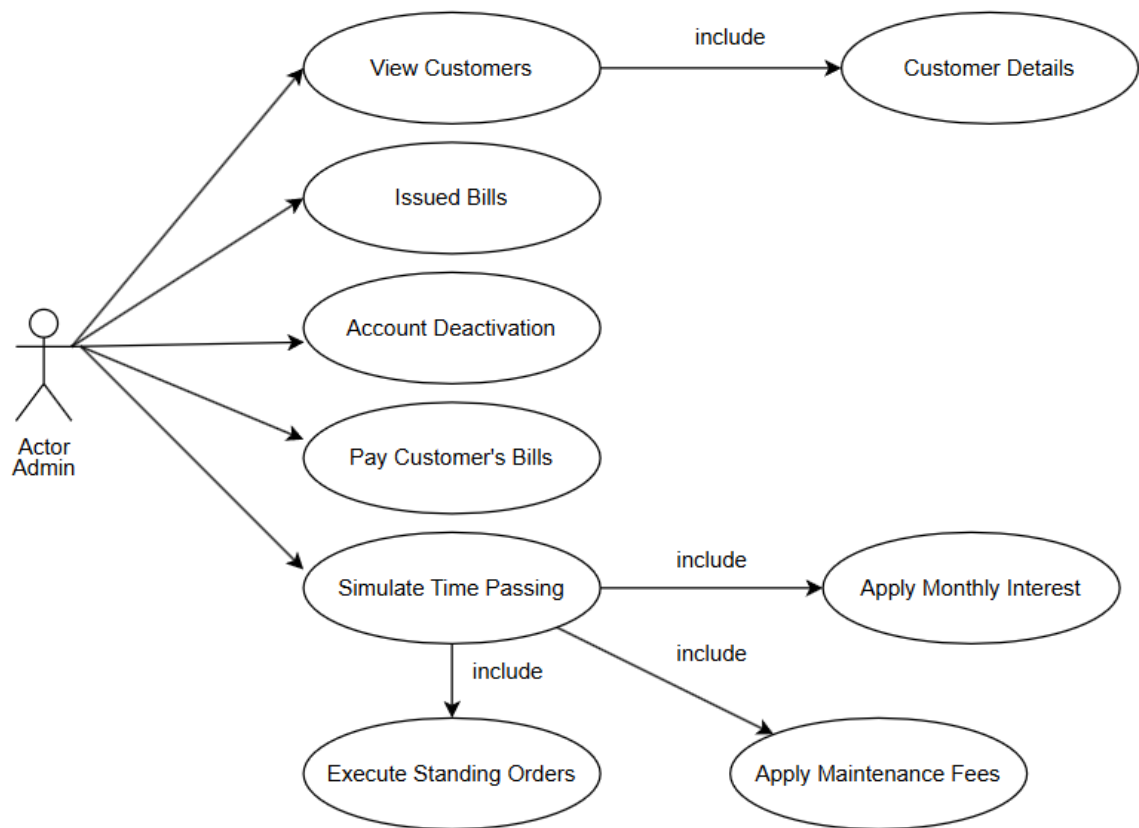 include
View Customers
Customer Details
Issued Bills
Account Deactivation
Actor
Admin
Pay Customer's Bills
include
Simulate Time Passing
Apply Monthly Interest
include
include
Execute Standing Orders
Apply Maintenance Fees